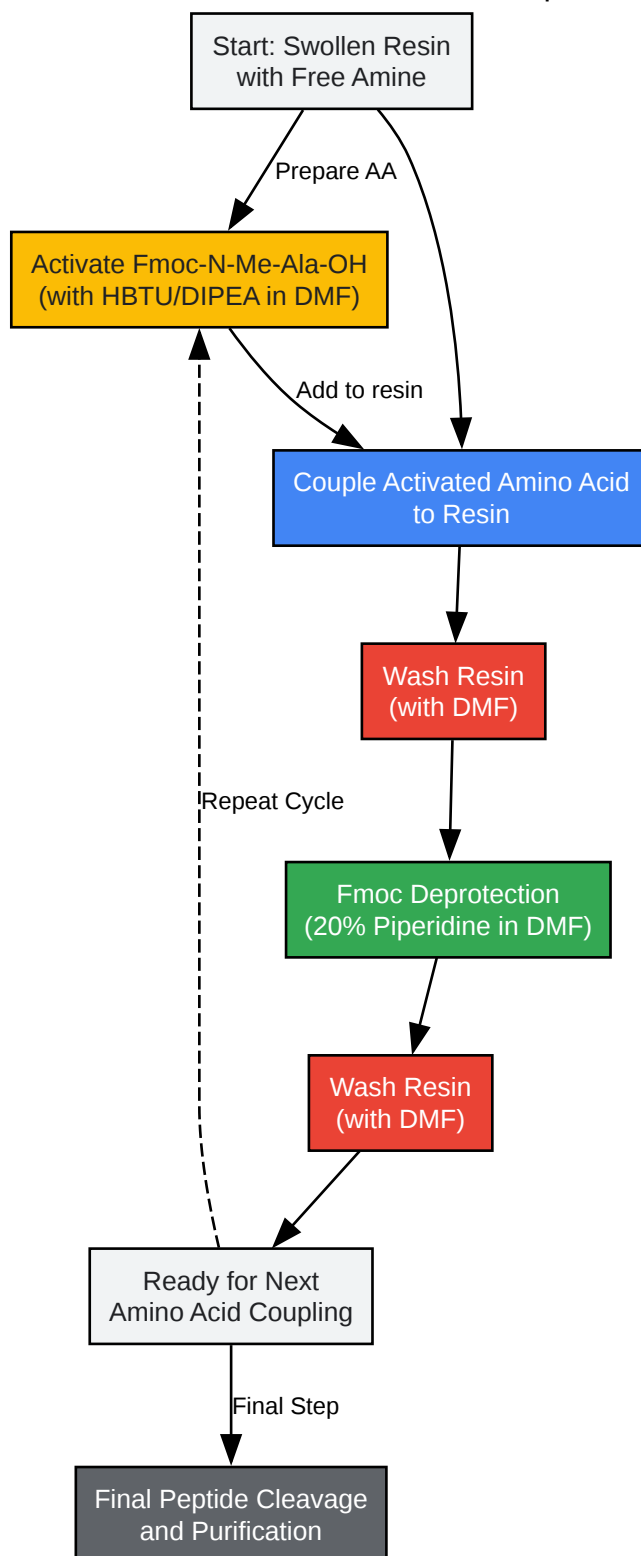 Start: Swollen Resin
with Free Amine
Prepare AA
Activate Fmoc-N-Me-Ala-OH
(with HBTU/DIPEA in DMF)
Add to resin
Couple Activated Amino Acid
to Resin
Wash Resin
(with DMF)
Repeat Cycle
Fmoc Deprotection
(20% Piperidine in DMF)
Wash Resin
(with DMF)
Ready for Next
Amino Acid Coupling
Final Step
Final Peptide Cleavage
and Purification